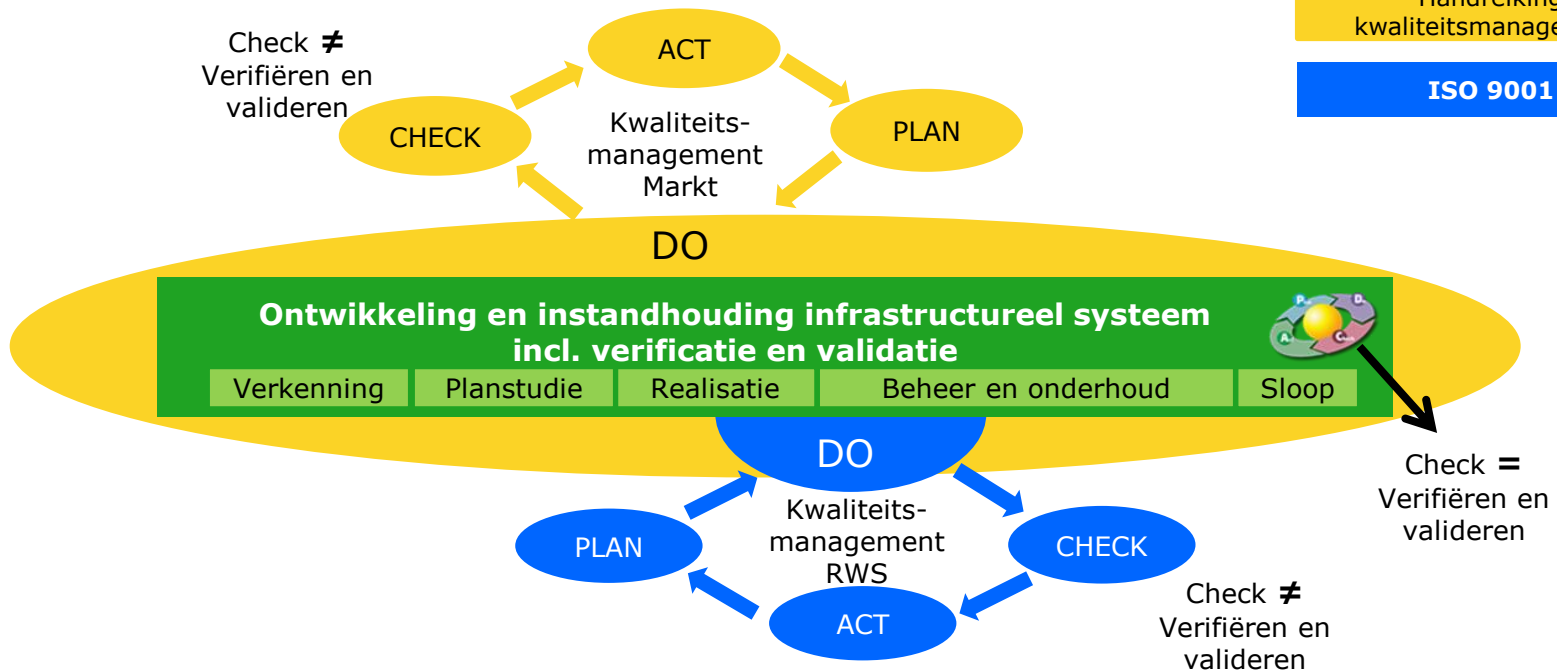 Handreiking
kwaliteitsmanage
ISO 9001
Check ≠
Verifiëren en
valideren
ACT
CHECK
PLAN
Kwaliteits-
management
Markt
DO
Ontwikkeling en instandhouding infrastructureel systeem
incl. verificatie en validatie
Verkenning
Planstudie
Realisatie
Beheer en onderhoud
Sloop
DO
Check =
Verifiëren en
valideren
Kwaliteits-
management
RWS
PLAN
CHECK
ACT
Check ≠
Verifiëren en
valideren